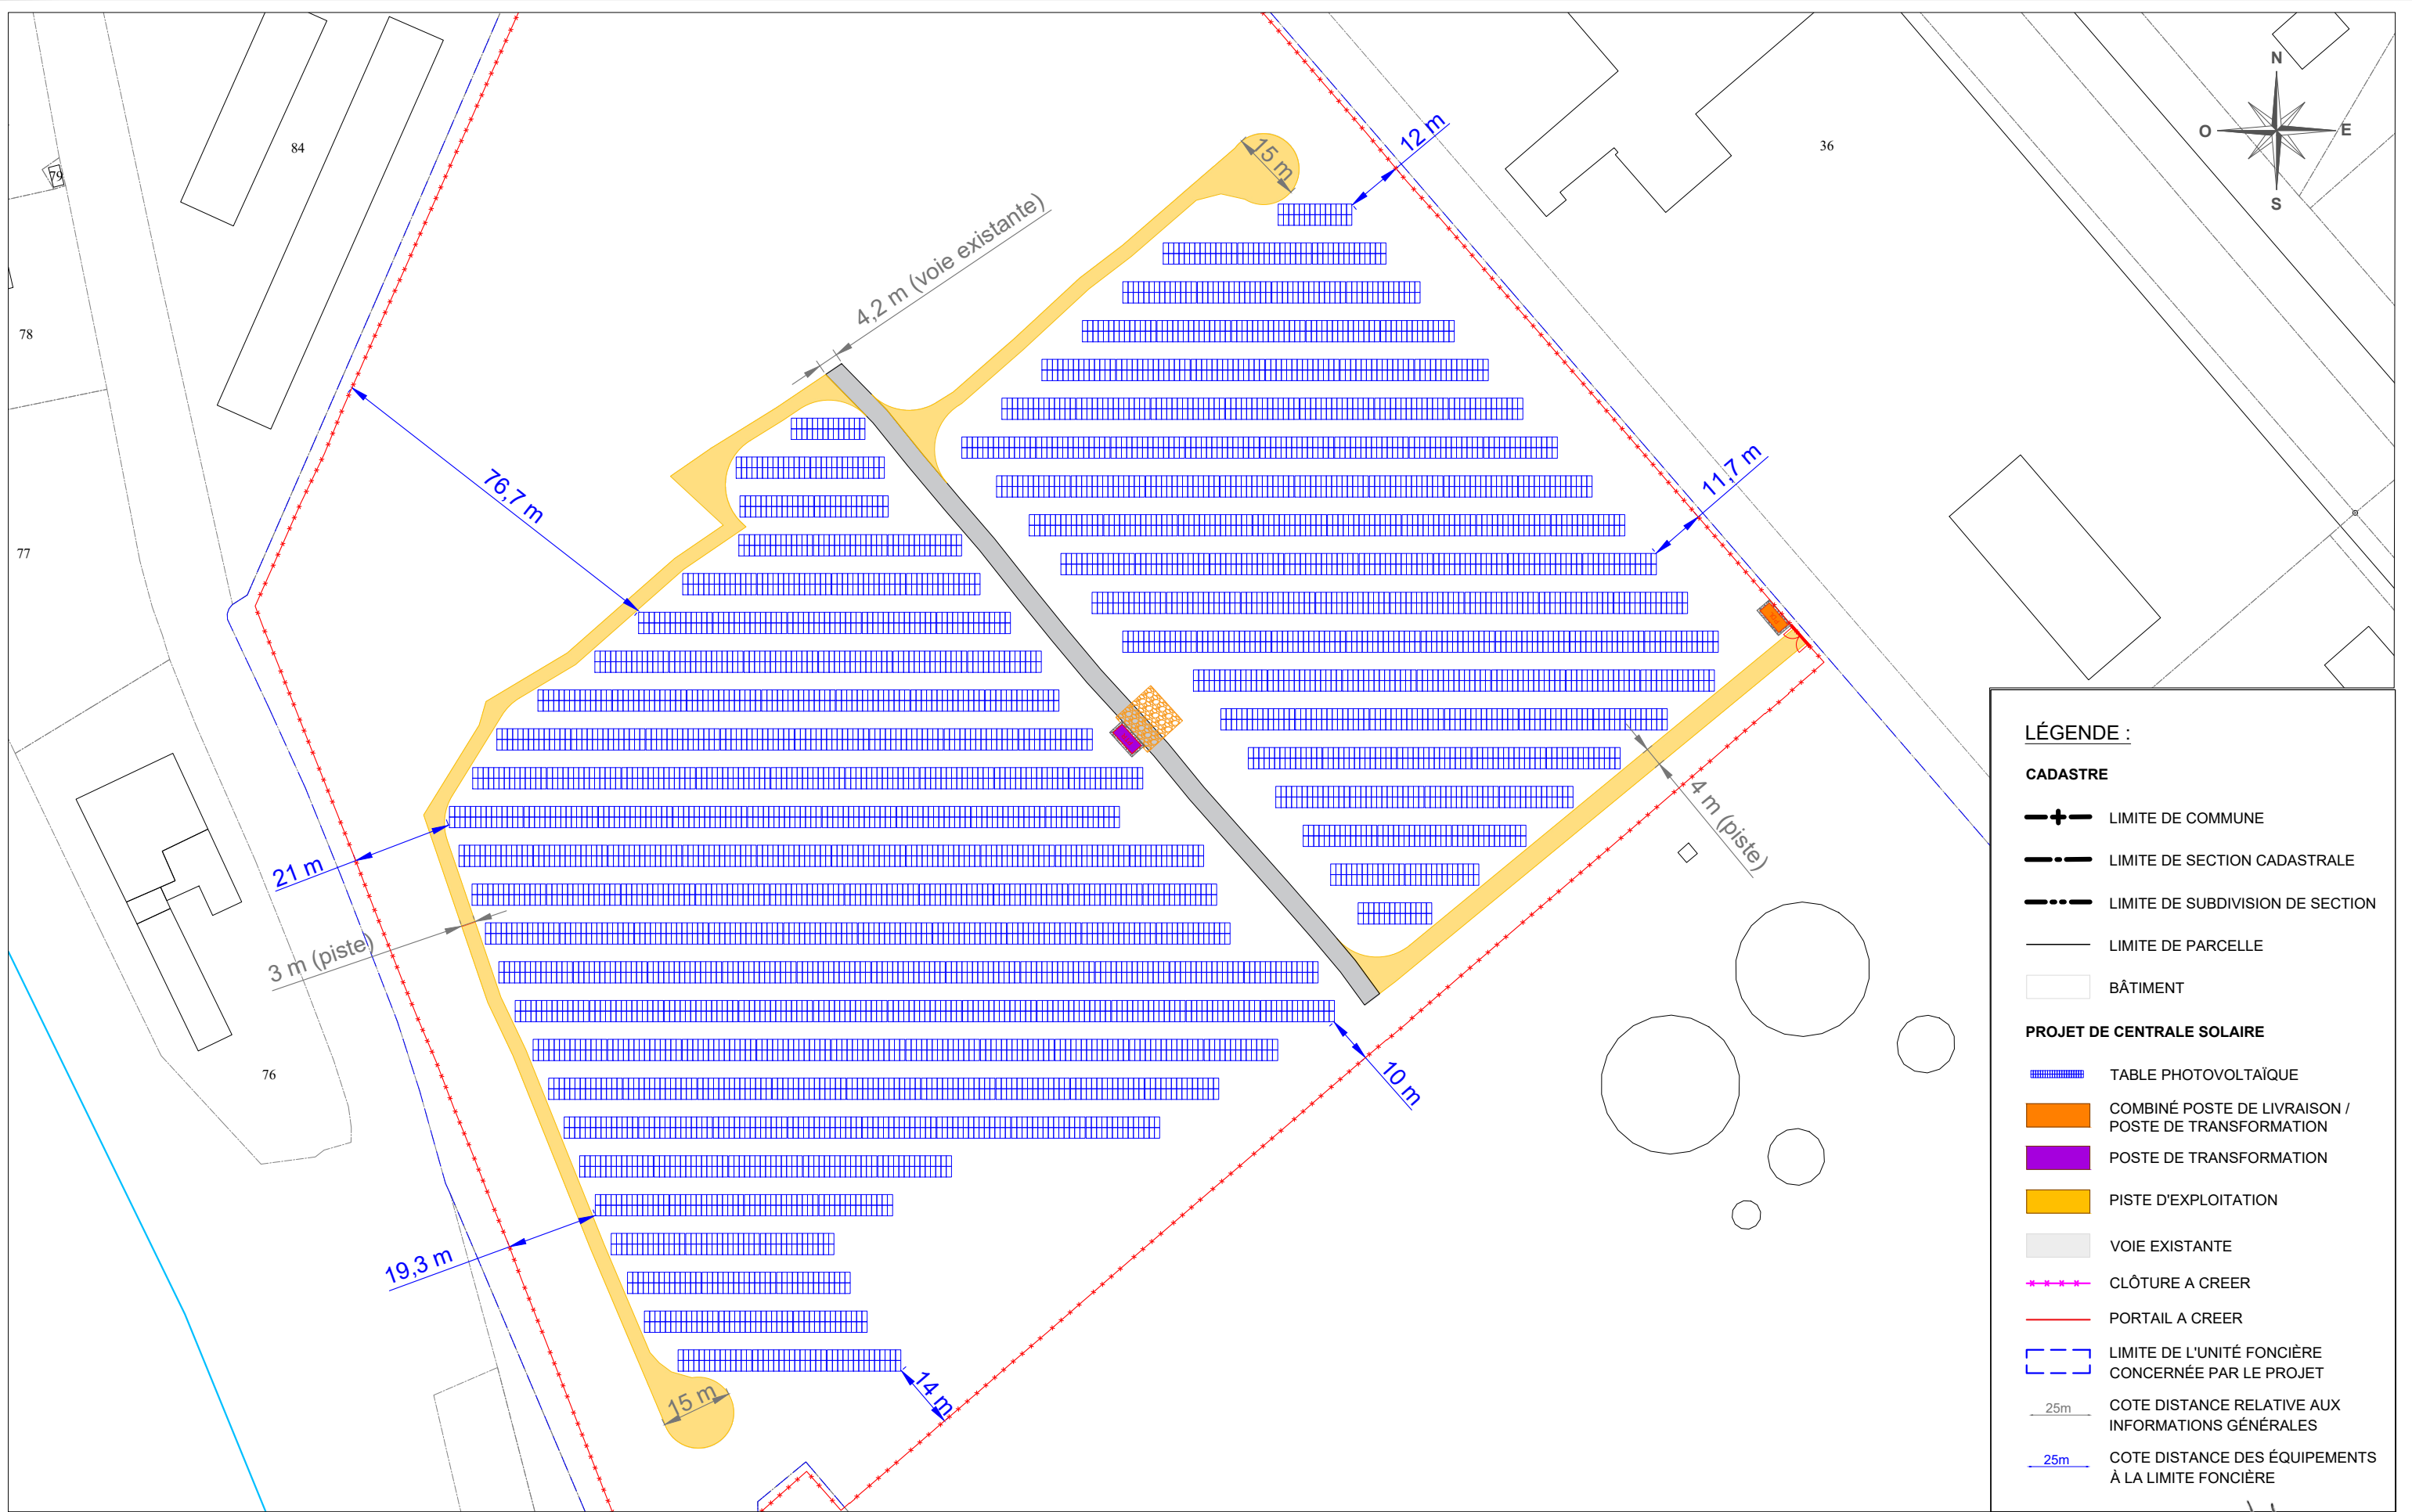 N
O
E
S
84
79
78
77
76
36
12 m
15 m
4,2 m (voie existante)
76,7 m
11,7 m
21 m
3 m (piste)
4 m (piste)
10 m
19,3 m
15 m
14 m
LÉGENDE :
CADASTRE
LIMITE DE COMMUNE
LIMITE DE SECTION CADASTRALE
LIMITE DE SUBDIVISION DE SECTION
LIMITE DE PARCELLE
BÂTIMENT
PROJET DE CENTRALE SOLAIRE
TABLE PHOTOVOLTAÏQUE
COMBINÉ POSTE DE LIVRAISON /
POSTE DE TRANSFORMATION
POSTE DE TRANSFORMATION
PISTE D'EXPLOITATION
VOIE EXISTANTE
CLÔTURE A CREER
PORTAIL A CREER
LIMITE DE L'UNITÉ FONCIÈRE
CONCERNÉE PAR LE PROJET
25m
COTE DISTANCE RELATIVE AUX
INFORMATIONS GÉNÉRALES
25m
COTE DISTANCE DES ÉQUIPEMENTS
À LA LIMITE FONCIÈRE